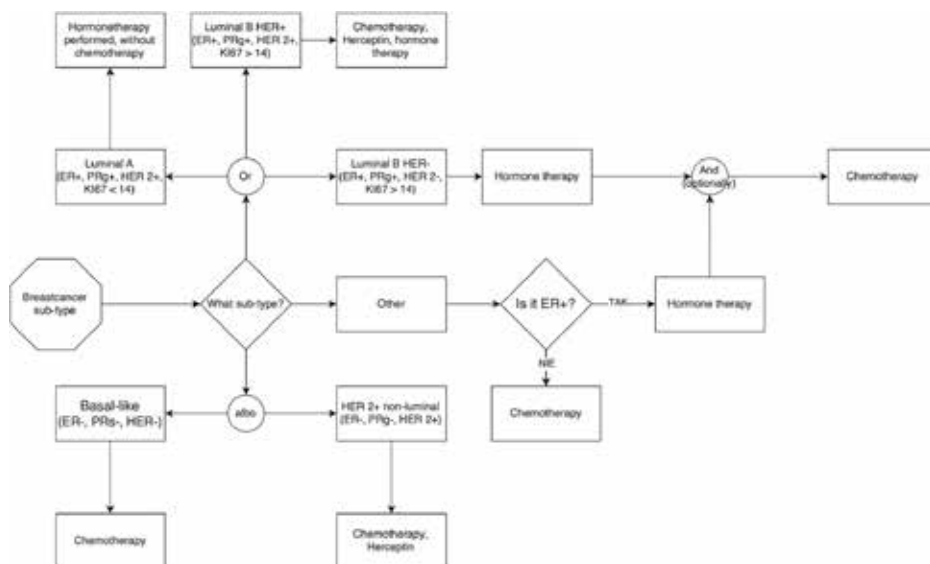 Hormonetherapy
performed, without
chemotherapy
Luminal B HER+
(ER+, PRg+, HER 2+,
KI67 > 14)
Chemotherapy,
Herceptin, hormone
therapy
Luminal A
(ER+, PRg+, HER 2+,
KI67 < 14)
Or
Luminal B HER-
(ER+, PRg+, HER 2-,
KI67 > 14)
Hormone therapy
And
(optionally)
Chemotherapy
Breastcancer
sub-type
What sub-type?
Other
Is it ER+?
TAK
Hormone therapy
NIE
Chemotherapy
Basal-like
(ER-, PRs-, HER-)
albo
HER 2+ non-luminal
(ER-, PRg-, HER 2+)
Chemotherapy
Chemotherapy,
Herceptin